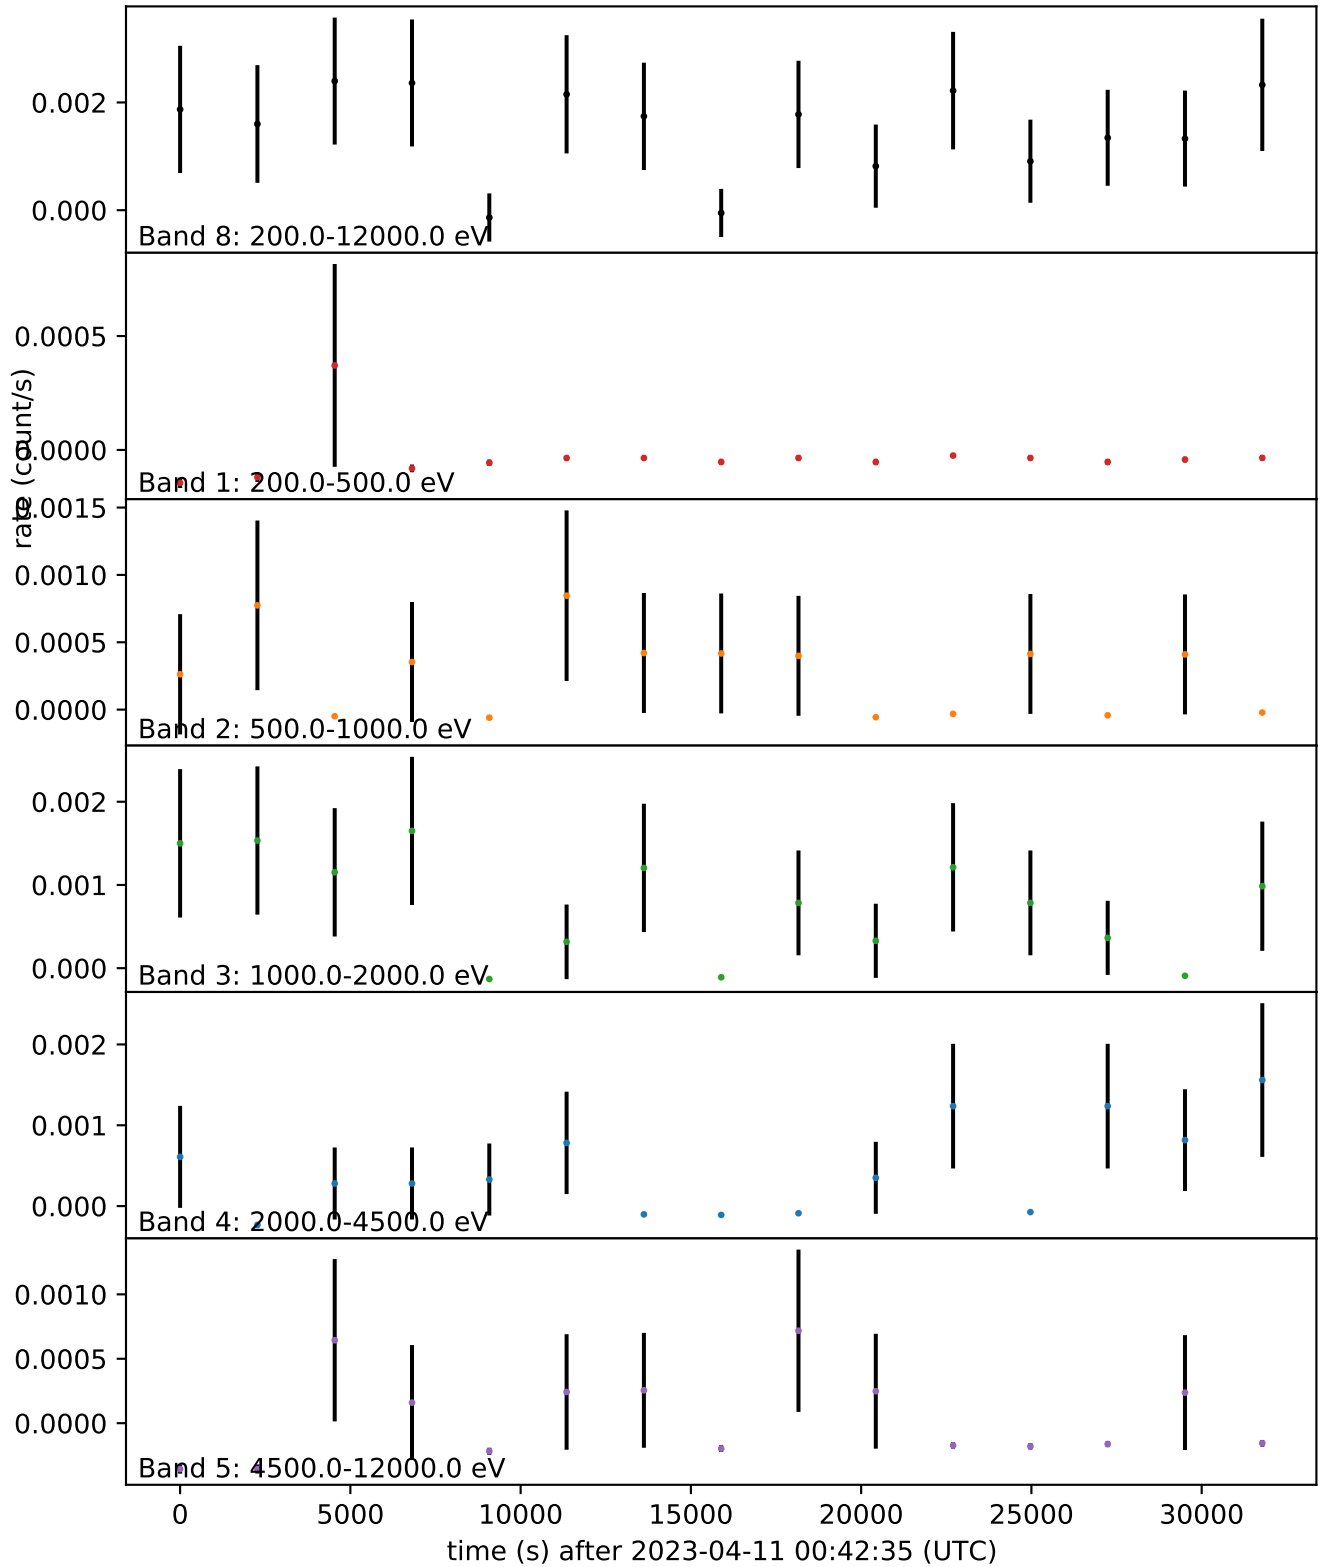 0.002
0.000
Band 8: 200.0-12000.0 eV
0.0005
0.0000
Band 1: 200.0-500.0 eV
rate (count/s)
0.0015
0.0010
0.0005
0.0000
Band 2: 500.0-1000.0 eV
0.002
0.001
0.000
Band 3: 1000.0-2000.0 eV
0.002
0.001
0.000
Band 4: 2000.0-4500.0 eV
0.0010
0.0005
0.0000
Band 5: 4500.0-12000.0 eV
0 5000 10000 15000 20000 25000 30000
time (s) after 2023-04-11 00:42:35 (UTC)